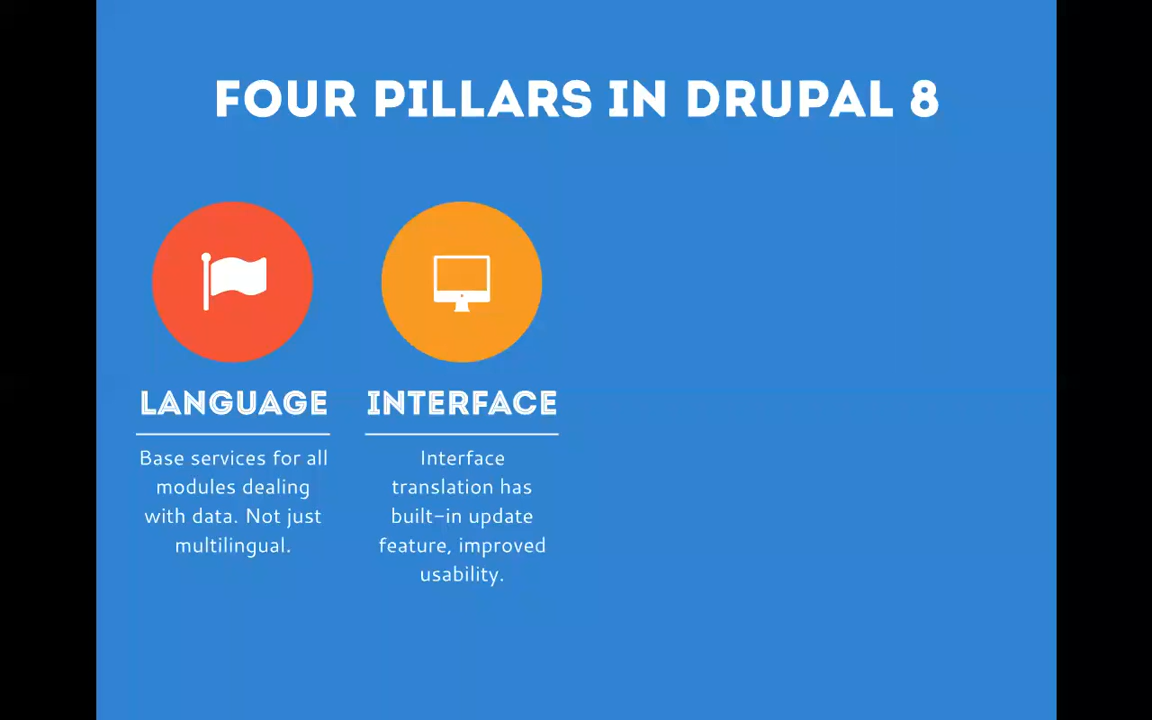 FOUR PILLARS IN DRUPAL 8
LANGUAGE
Base services for all
modules dealing
with data. Not just
multilingual.
INTERFACE
Interface
translation has
built-in update
feature, improved
usability.